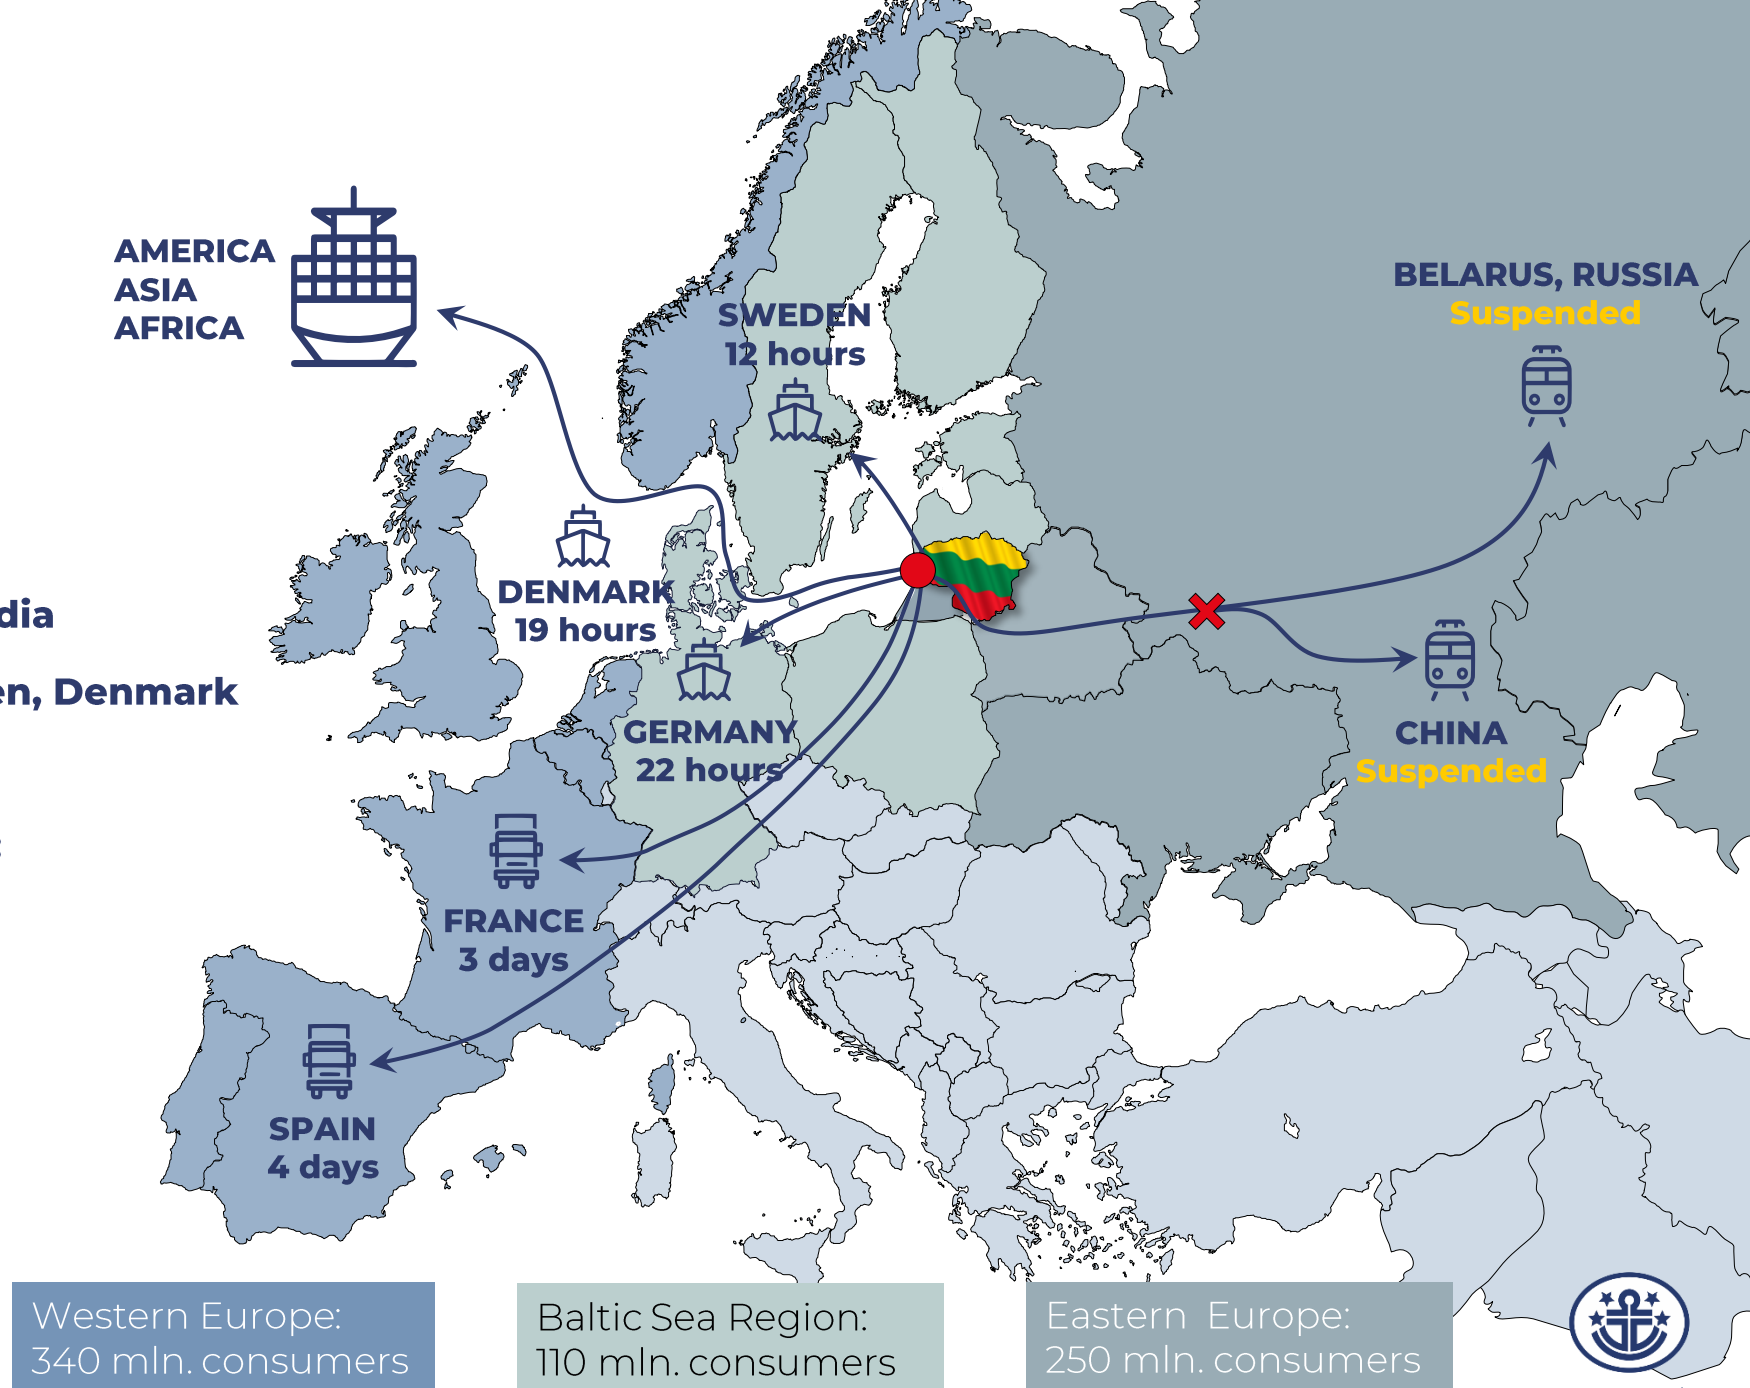 AMERICA
ASIA
AFRICA
SWEDEN
12 hours
BELARUS, RUSSIA
Suspended
DENMARK
19 hours
dia
en, Denmark
GERMANY
22 hours
CHINA
Suspended
FRANCE
3 days
SPAIN
4 days
Western Europe:
340 mln. consumers
Baltic Sea Region:
110 mln. consumers
Eastern Europe:
250 mln. consumers